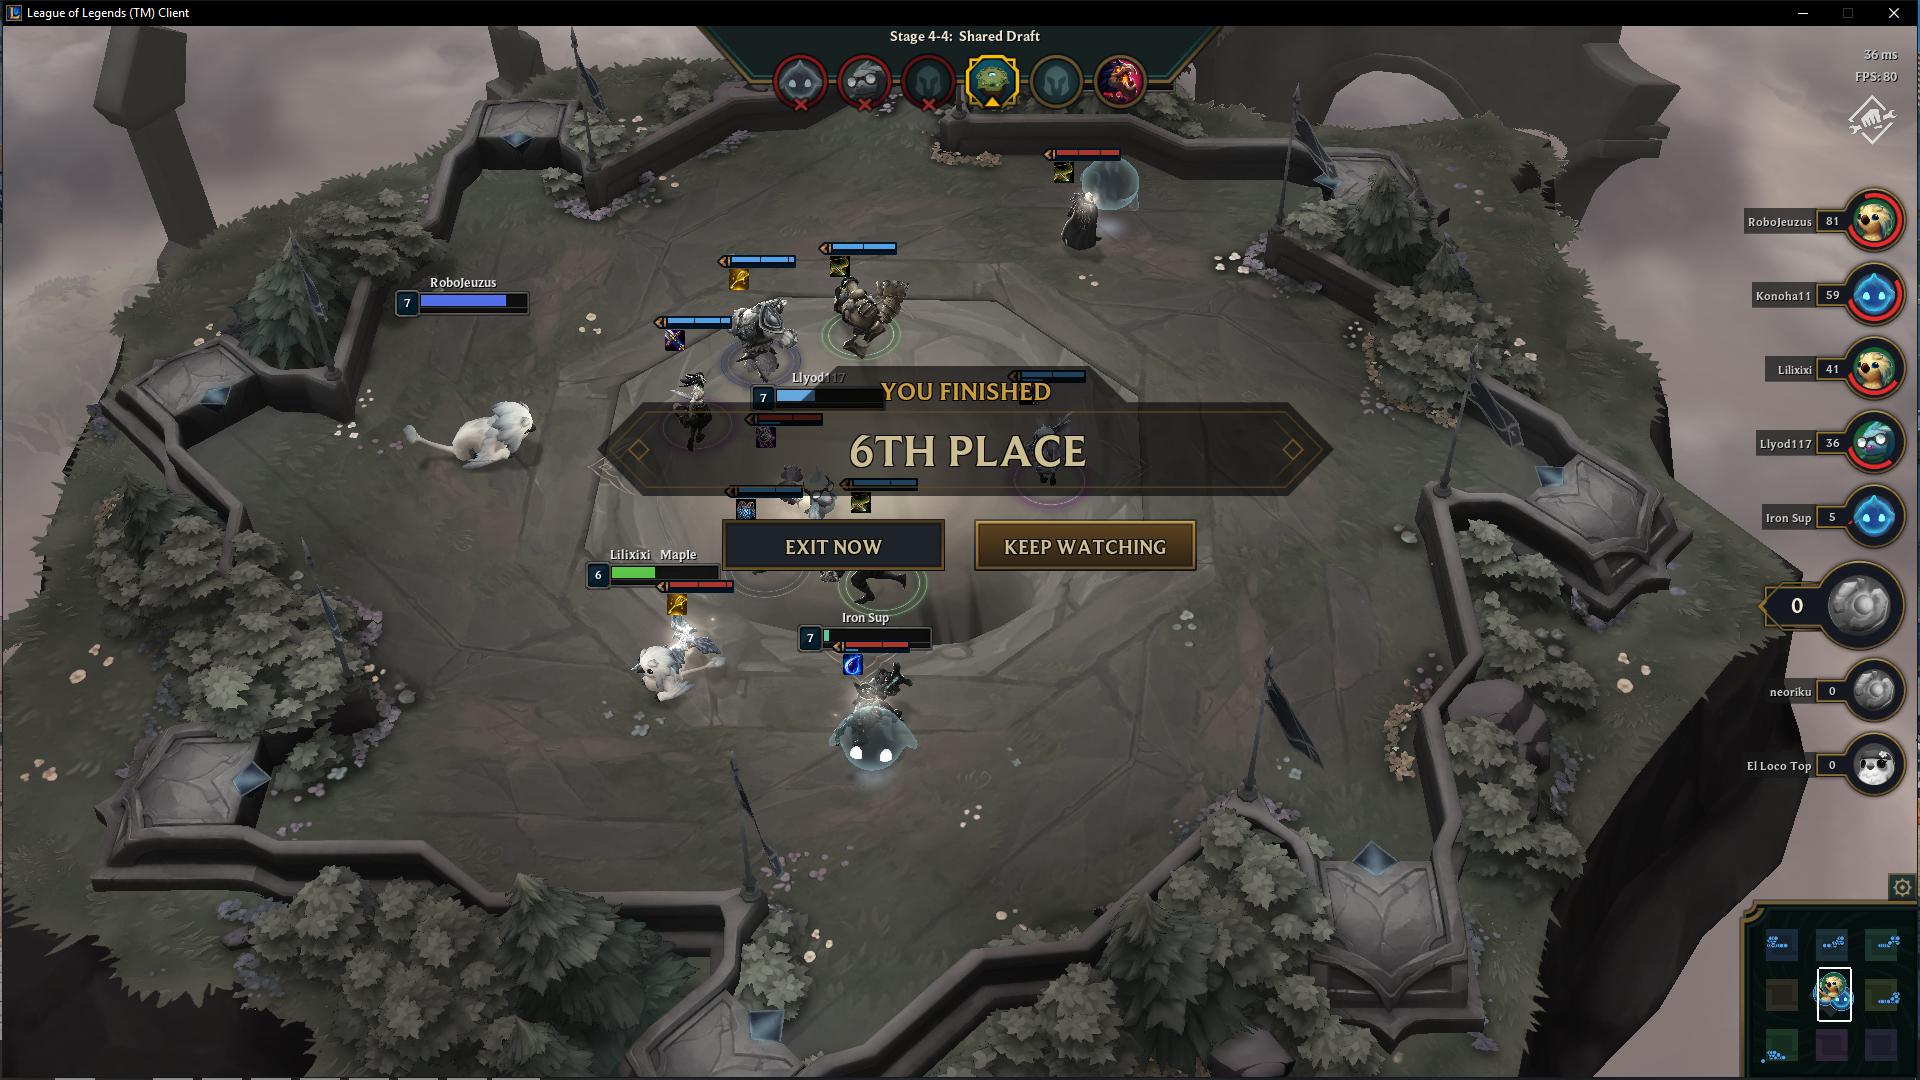 League of Legends (TM) Client
Stage 4-4: Shared Draft
36 ms
FPS: 80
RoboJeuzus 81
Konoha11 59
Lilixixi 41
Llyod117 36
Iron Sup 5
0
neoriku 0
El Loco Top 0
RoboJeuzus
7
Llyod117
7
YOU FINISHED
6TH PLACE
EXIT NOW
KEEP WATCHING
Lilixixi Maple
6
Iron Sup
7